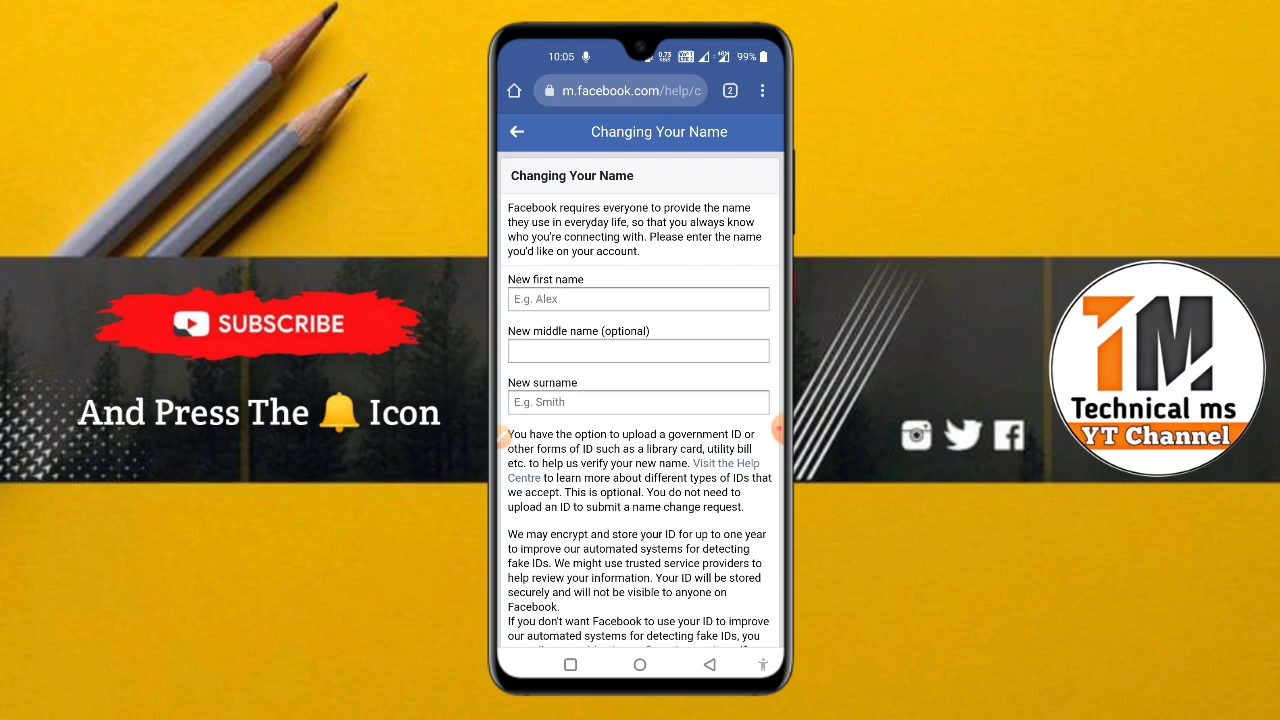 10:05
99%
m.facebook.com/help/c
2
Changing Your Name
Changing Your Name
Facebook requires everyone to provide the name
they use in everyday life, so that you always know
who you're connecting with. Please enter the name
you'd like on your account.
New first name
E.g. Alex
New middle name (optional)
New surname
E.g. Smith
You have the option to upload a government ID or
other forms of ID such as a library card, utility bill
etc. to help us verify your new name. Visit the Help
Centre to learn more about different types of IDs that
we accept. This is optional. You do not need to
upload an ID to submit a name change request.
We may encrypt and store your ID for up to one year
to improve our automated systems for detecting
fake IDs. We might use trusted service providers to
help review your information. Your ID will be stored
securely and will not be visible to anyone on
Facebook.
If you don't want Facebook to use your ID to improve
our automated systems for detecting fake IDs, you
SUBSCRIBE
And Press The Icon
TM
Technical ms
YT Channel